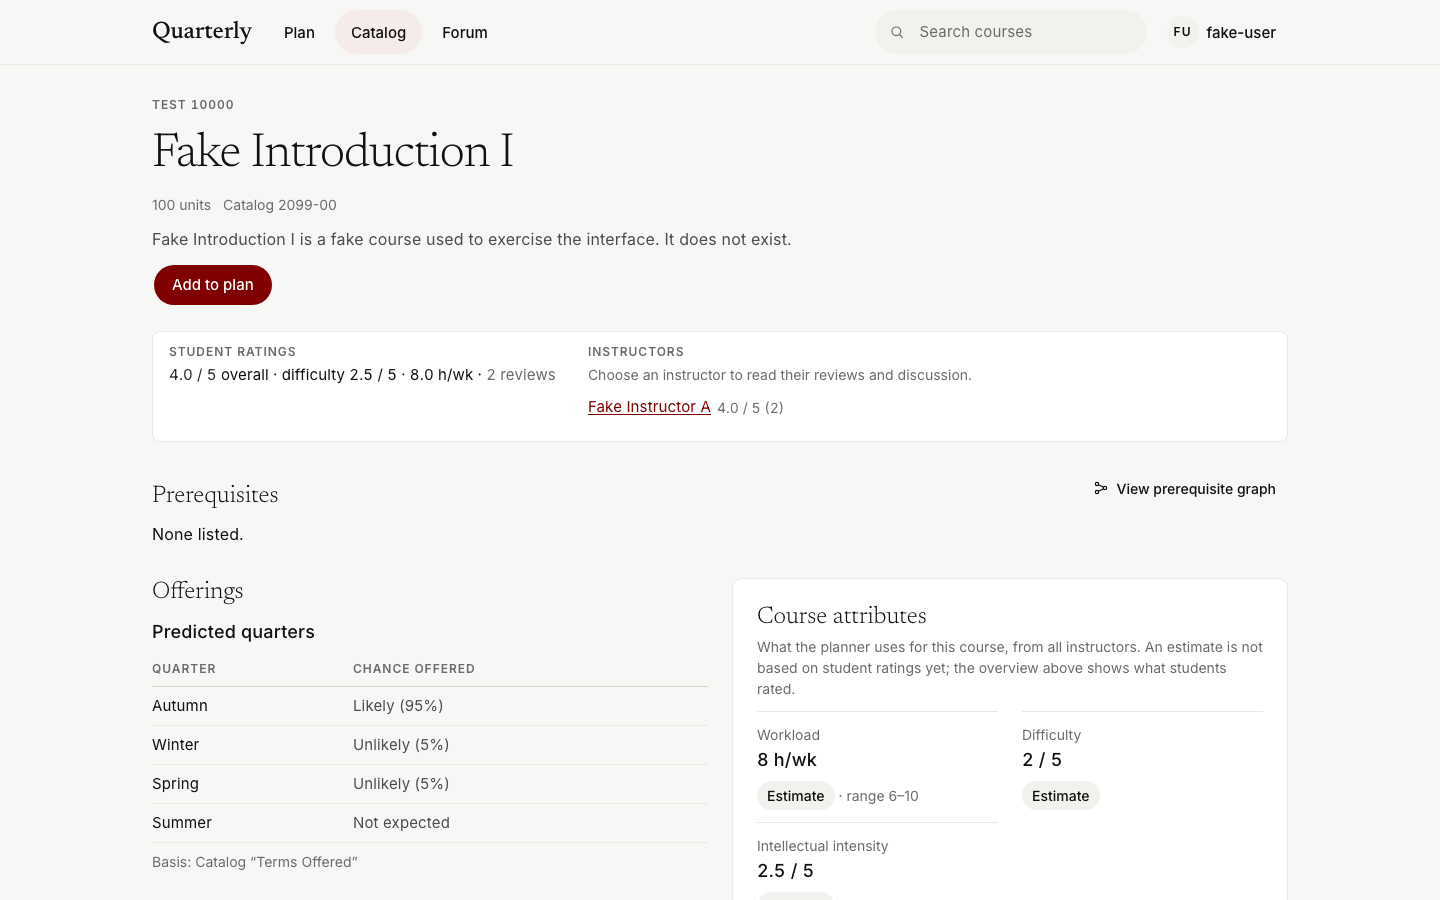 Quarterly
Plan
Catalog
Forum
Search courses
FU
fake-user
TEST 10000
Fake Introduction I
100 units Catalog 2099-00
Fake Introduction I is a fake course used to exercise the interface. It does not exist.
Add to plan
STUDENT RATINGS
4.0 / 5 overall · difficulty 2.5 / 5 · 8.0 h/wk · 2 reviews
INSTRUCTORS
Choose an instructor to read their reviews and discussion.
Fake Instructor A 4.0 / 5 (2)
Prerequisites
View prerequisite graph
None listed.
Offerings
Predicted quarters
QUARTER CHANCE OFFERED
Autumn Likely (95%)
Winter Unlikely (5%)
Spring Unlikely (5%)
Summer Not expected
Basis: Catalog “Terms Offered”
Course attributes
What the planner uses for this course, from all instructors. An estimate is not
based on student ratings yet; the overview above shows what students
rated.
Workload
8 h/wk
Estimate · range 6–10
Difficulty
2 / 5
Estimate
Intellectual intensity
2.5 / 5